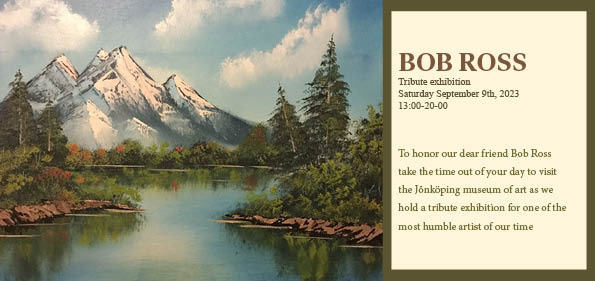 BOB ROSS
Tribute exhibition
Saturday September 9th, 2023
13:00-20-00
To honor our dear friend Bob Ross
take the time out of your day to visit
the Jönköping museum of art as we
hold a tribute exhibition for one of the
most humble artist of our time